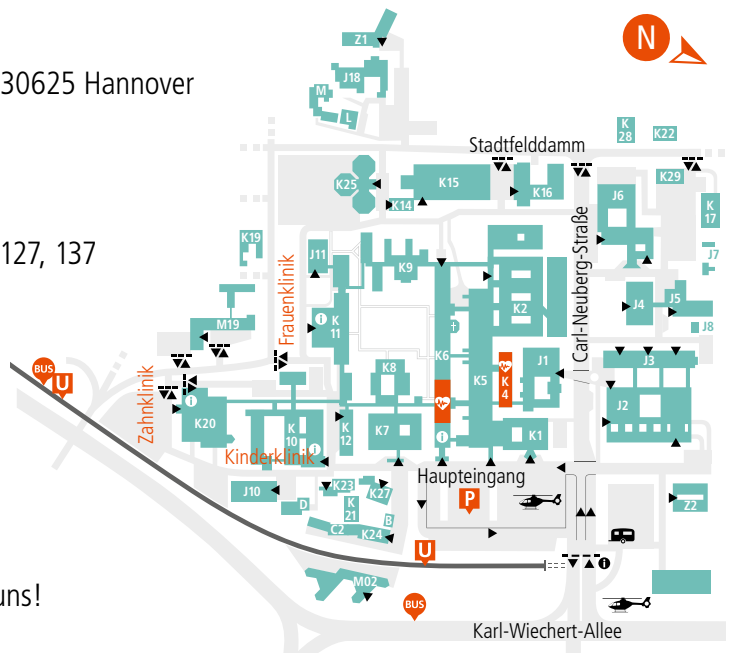 Z1
N
30625 Hannover
J18
M
L
K
28
K22
Stadtfelddamm
K25
K15
K16
K29
J6
K14
K
17
127, 137
K19
J11
K9
J7
Frauenklinik
Carl-Neuberg-Straße
K2
J4
J5
M19
K
11
J8
K6
K5
K
4
J1
J3
BUS
U
K8
J2
Zahnklinik
K20
K
10
K
12
K7
K1
Kinderklinik
Haupteingang
J10
K23
K27
P
Z2
D
K
21
B
C2
K24
U
M02
BUS
uns!
Karl-Wiechert-Allee